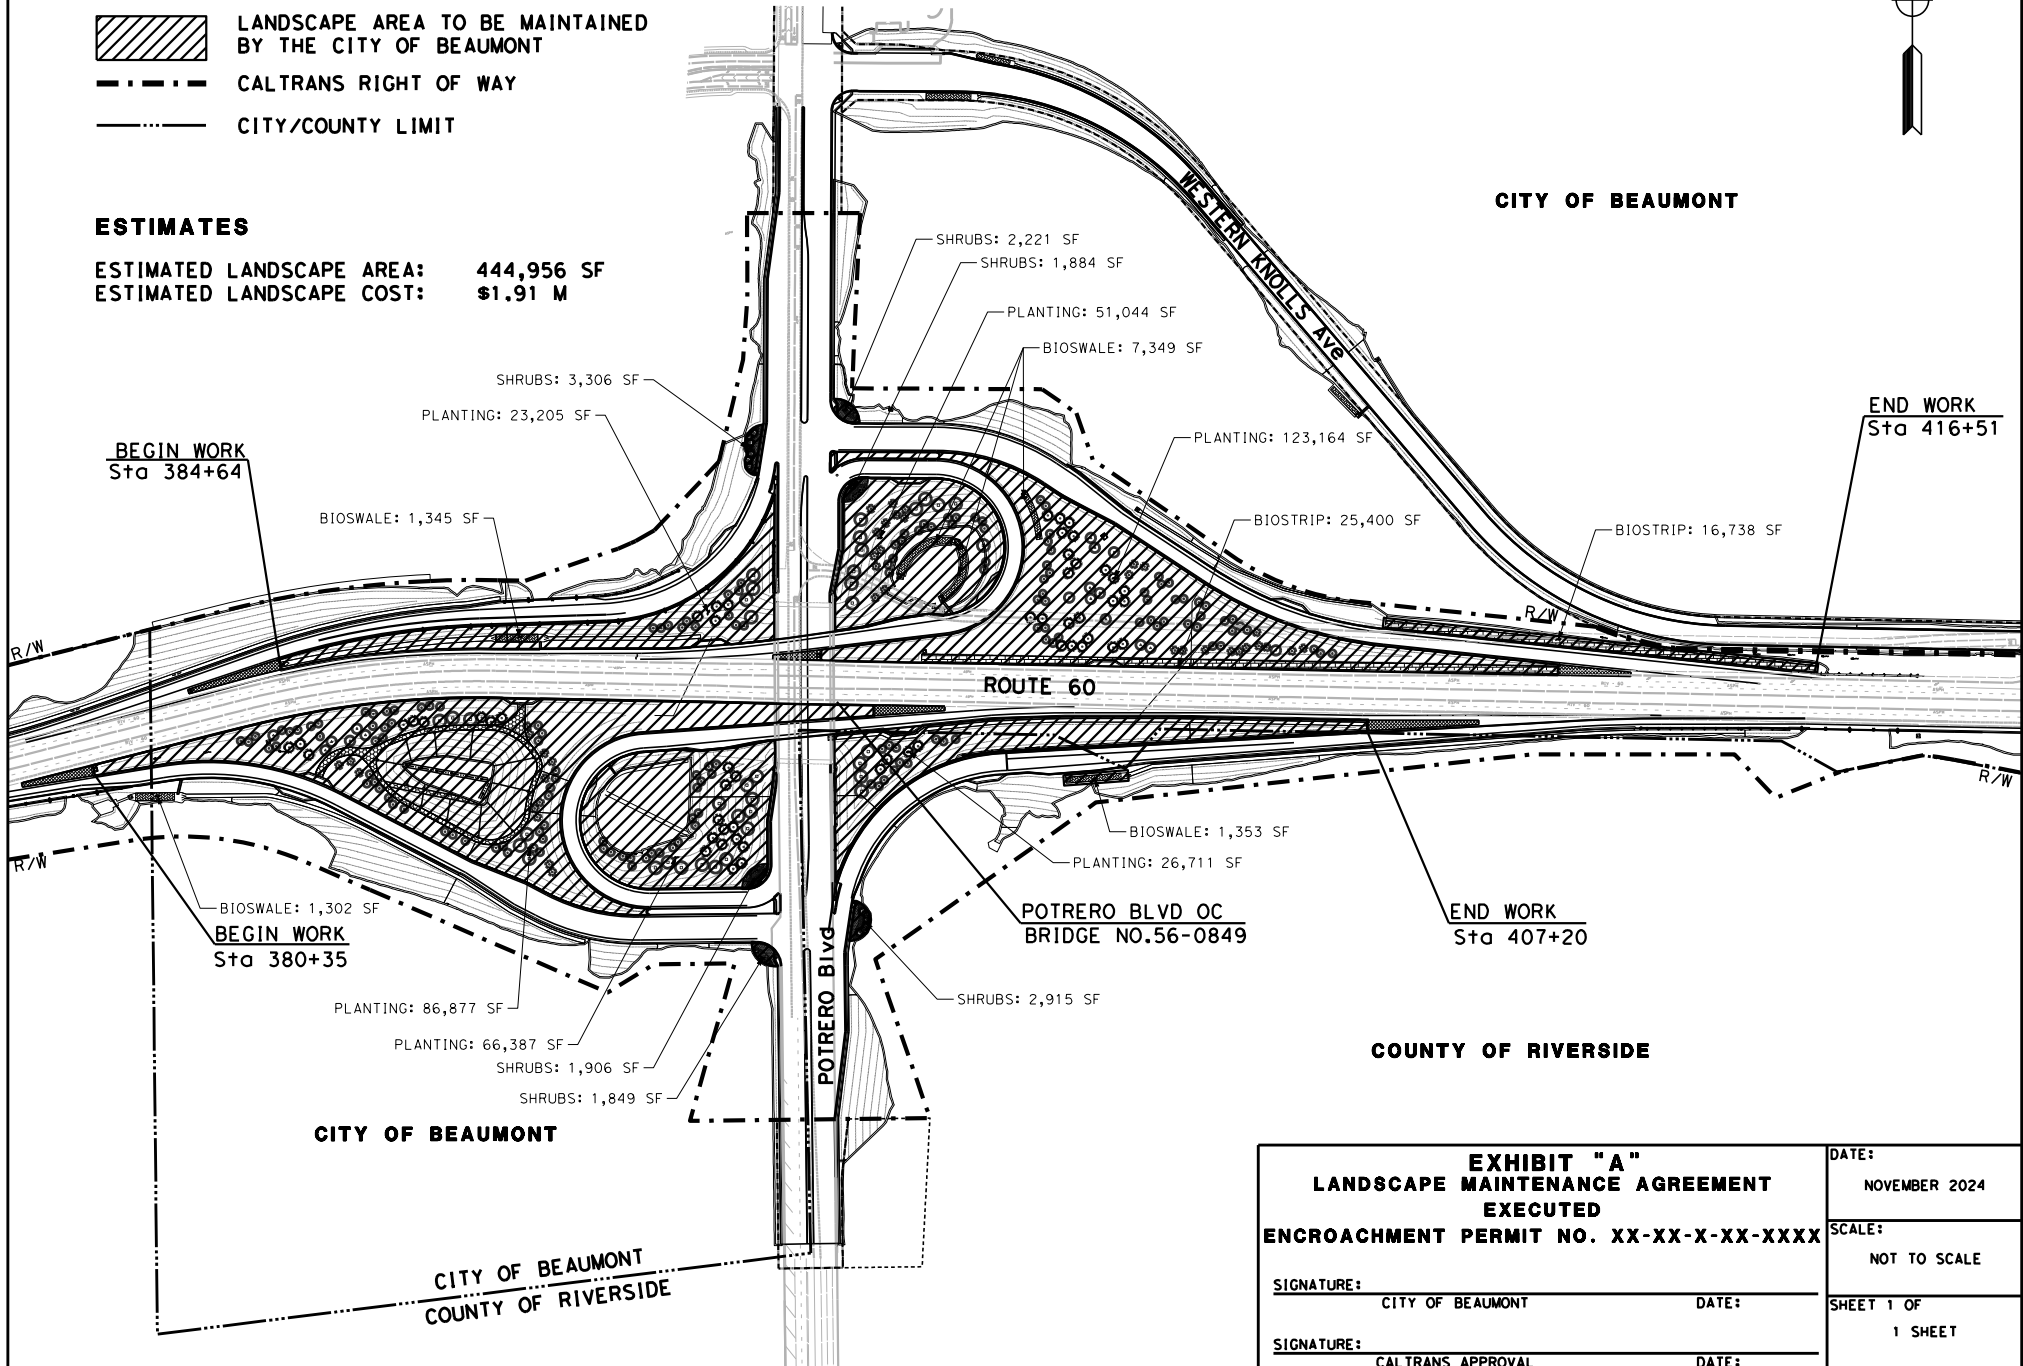 LANDSCAPE AREA TO BE MAINTAINED
BY THE CITY OF BEAUMONT
CALTRANS RIGHT OF WAY
CITY/COUNTY LIMIT
ESTIMATES
ESTIMATED LANDSCAPE AREA: 444,956 SF
ESTIMATED LANDSCAPE COST: $1.91 M
CITY OF BEAUMONT
WESTERN KNOLLS Ave
SHRUBS: 2,221 SF
SHRUBS: 1,884 SF
PLANTING: 51,044 SF
BIOSWALE: 7,349 SF
SHRUBS: 3,306 SF
PLANTING: 23,205 SF
PLANTING: 123,164 SF
END WORK
Sta 416+51
BEGIN WORK
Sta 384+64
BIOSWALE: 1,345 SF
BIOSTRIP: 25,400 SF
BIOSTRIP: 16,738 SF
R/W
R/W
ROUTE 60
R/W
R/W
BIOSWALE: 1,353 SF
PLANTING: 26,711 SF
BIOSWALE: 1,302 SF
BEGIN WORK
Sta 380+35
POTRERO BLVD OC
BRIDGE NO.56-0849
END WORK
Sta 407+20
POTRERO Blvd
PLANTING: 86,877 SF
SHRUBS: 2,915 SF
PLANTING: 66,387 SF
SHRUBS: 1,906 SF
SHRUBS: 1,849 SF
COUNTY OF RIVERSIDE
CITY OF BEAUMONT
CITY OF BEAUMONT
COUNTY OF RIVERSIDE
EXHIBIT "A"
LANDSCAPE MAINTENANCE AGREEMENT
EXECUTED
ENCROACHMENT PERMIT NO. XX-XX-X-XX-XXXX
SIGNATURE:
CITY OF BEAUMONT DATE:
SIGNATURE:
CALTRANS APPROVAL DATE:
DATE:
NOVEMBER 2024
SCALE:
NOT TO SCALE
SHEET 1 OF
1 SHEET